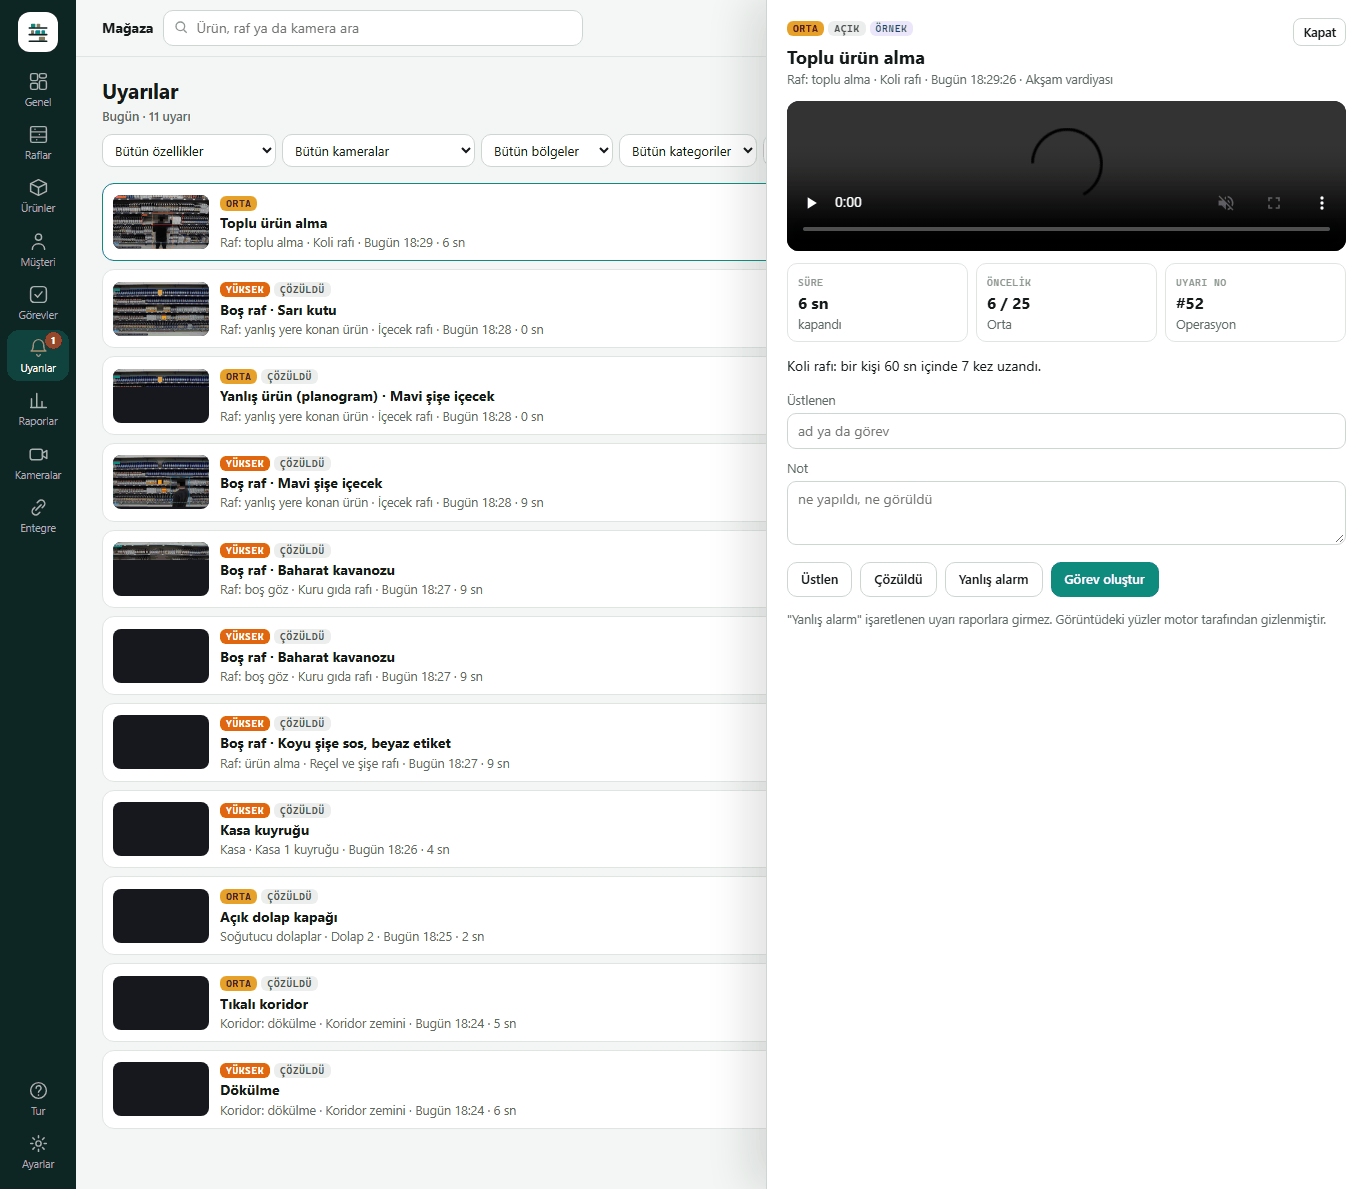 Genel
Raflar
Ürünler
Müşteri
Görevler
1
Uyarılar
Raporlar
Kameralar
Entegre
Tur
Ayarlar
Mağaza
Ürün, raf ya da kamera ara
Uyarılar
Bugün · 11 uyarı
Bütün özellikler
Bütün kameralar
Bütün bölgeler
Bütün kategoriler
ORTA
Toplu ürün alma
Raf: toplu alma · Koli rafı · Bugün 18:29 · 6 sn
YÜKSEK ÇÖZÜLDÜ
Boş raf · Sarı kutu
Raf: yanlış yere konan ürün · İçecek rafı · Bugün 18:28 · 0 sn
ORTA ÇÖZÜLDÜ
Yanlış ürün (planogram) · Mavi şişe içecek
Raf: yanlış yere konan ürün · İçecek rafı · Bugün 18:28 · 0 sn
YÜKSEK ÇÖZÜLDÜ
Boş raf · Mavi şişe içecek
Raf: yanlış yere konan ürün · İçecek rafı · Bugün 18:28 · 9 sn
YÜKSEK ÇÖZÜLDÜ
Boş raf · Baharat kavanozu
Raf: boş göz · Kuru gıda rafı · Bugün 18:27 · 9 sn
YÜKSEK ÇÖZÜLDÜ
Boş raf · Baharat kavanozu
Raf: boş göz · Kuru gıda rafı · Bugün 18:27 · 9 sn
YÜKSEK ÇÖZÜLDÜ
Boş raf · Koyu şişe sos, beyaz etiket
Raf: ürün alma · Reçel ve şişe rafı · Bugün 18:27 · 9 sn
YÜKSEK ÇÖZÜLDÜ
Kasa kuyruğu
Kasa · Kasa 1 kuyruğu · Bugün 18:26 · 4 sn
ORTA ÇÖZÜLDÜ
Açık dolap kapağı
Soğutucu dolaplar · Dolap 2 · Bugün 18:25 · 2 sn
ORTA ÇÖZÜLDÜ
Tıkalı koridor
Koridor: dökülme · Koridor zemini · Bugün 18:24 · 5 sn
YÜKSEK ÇÖZÜLDÜ
Dökülme
Koridor: dökülme · Koridor zemini · Bugün 18:24 · 6 sn
ORTA AÇIK ÖRNEK
Kapat
Toplu ürün alma
Raf: toplu alma · Koli rafı · Bugün 18:29:26 · Akşam vardiyası
0:00
SÜRE
6 sn
kapandı
ÖNCELİK
6 / 25
Orta
UYARI NO
#52
Operasyon
Koli rafı: bir kişi 60 sn içinde 7 kez uzandı.
Üstlenen
ad ya da görev
Not
ne yapıldı, ne görüldü
Üstlen
Çözüldü
Yanlış alarm
Görev oluştur
"Yanlış alarm" işaretlenen uyarı raporlara girmez. Görüntüdeki yüzler motor tarafından gizlenmiştir.